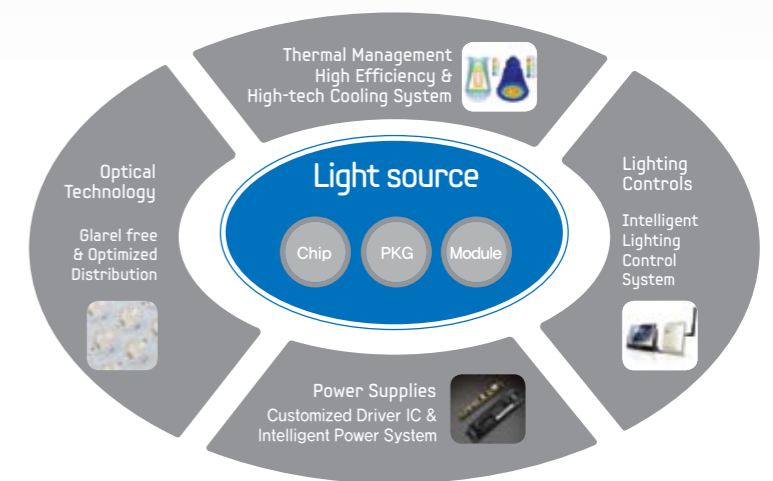 Thermal Management
High Efficiency &
High-tech Cooling System
Optical
Technology
Glarel free
& Optimized
Distribution
Light source
Chip
PKG
Module
Lighting
Controls
Intelligent
Lighting
Control
System
Power Supplies
Customized Driver IC &
Intelligent Power System